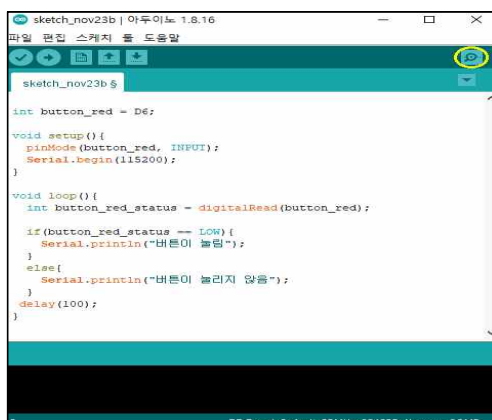 sketch_nov23b | 아두이노 1.8.16
파일 편집 스케치 툴 도움말
sketch_nov23b §
int button_red = D6;
void setup(){
pinMode(button_red, INPUT);
Serial.begin(115200);
}
void loop(){
int button_red_status = digitalRead(button_red);
if(button_red_status == LOW){
Serial.println("버튼이 눌림");
}
else{
Serial.println("버튼이 눌리지 않음");
}
delay(100);
}